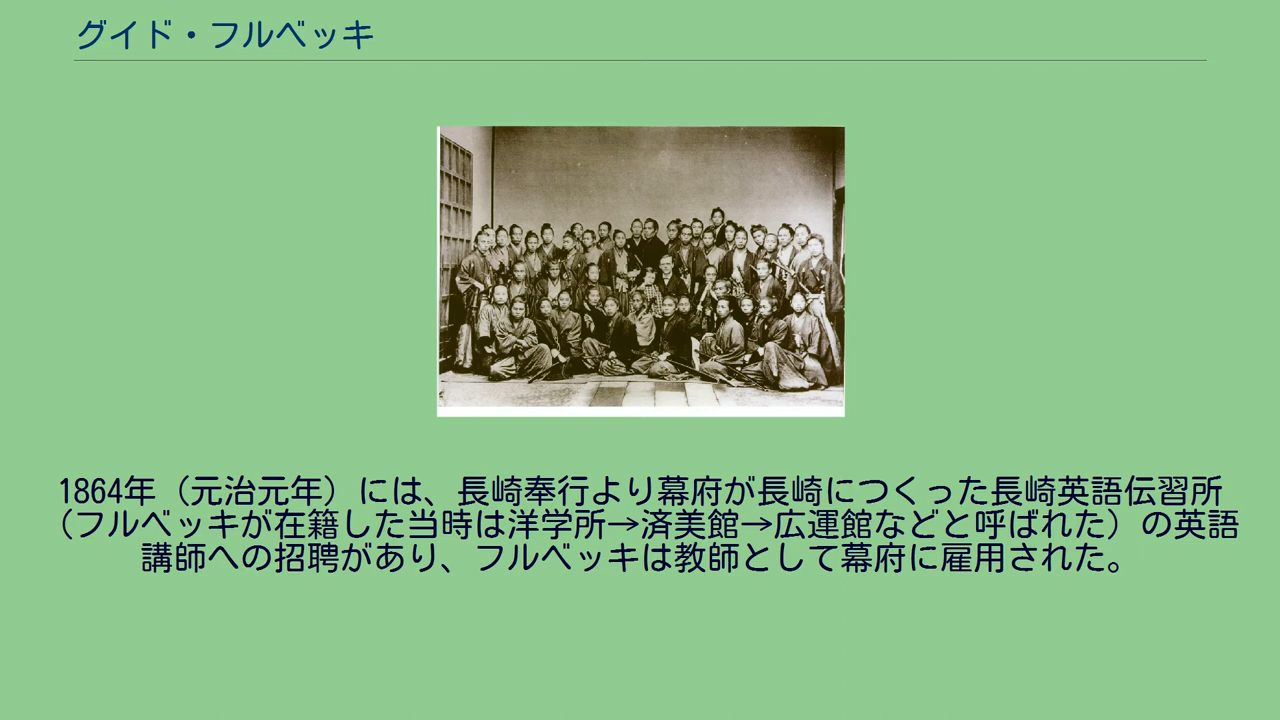 グイド・フルベッキ
1864年（元治元年）には、長崎奉行より幕府が長崎につくった長崎英語伝習所
（フルベッキが在籍した当時は洋学所→済美館→広運館などと呼ばれた）の英語
講師への招聘があり、フルベッキは教師として幕府に雇用された。